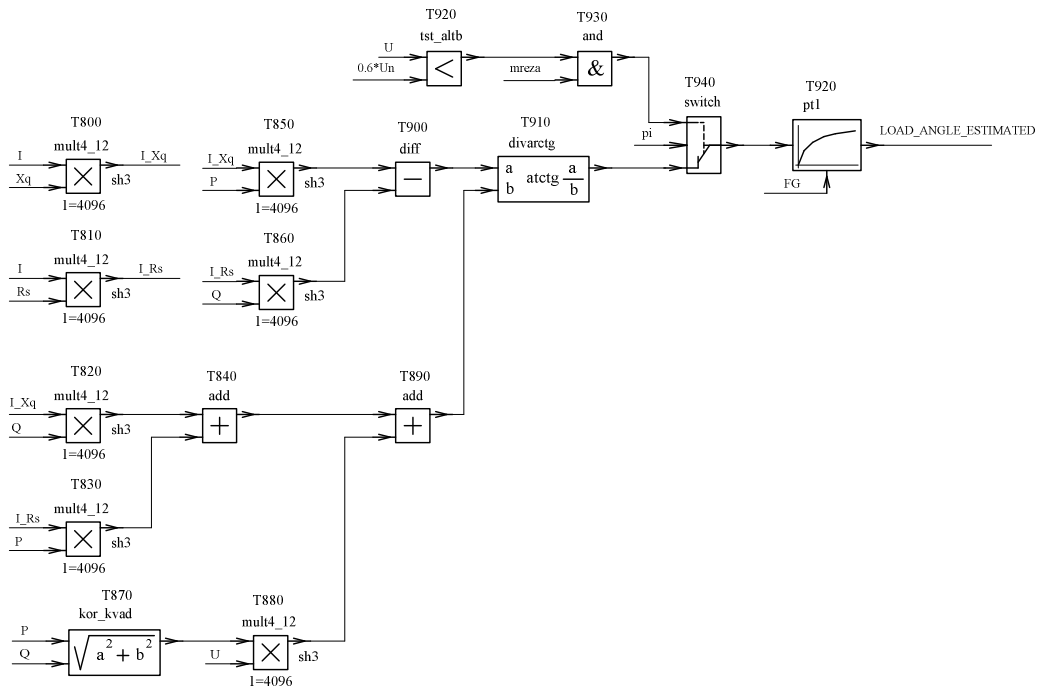 T920
tst_altb
U
0.6*Un
<
T930
and
mreza
&
T940
switch
pi
T920
pt1
LOAD_ANGLE_ESTIMATED
FG
T800
mult4_12
I
Xq
×
I_Xq
sh3
1=4096
T850
mult4_12
I_Xq
P
×
sh3
1=4096
T900
diff
−
T910
divarctg
a
b
atctg a
b
T810
mult4_12
I
Rs
×
I_Rs
sh3
1=4096
T860
mult4_12
I_Rs
Q
×
sh3
1=4096
T820
mult4_12
I_Xq
Q
×
sh3
1=4096
T840
add
+
T890
add
+
T830
mult4_12
I_Rs
P
×
sh3
1=4096
T870
kor_kvad
P
Q
√a² + b²
T880
mult4_12
U
×
sh3
1=4096